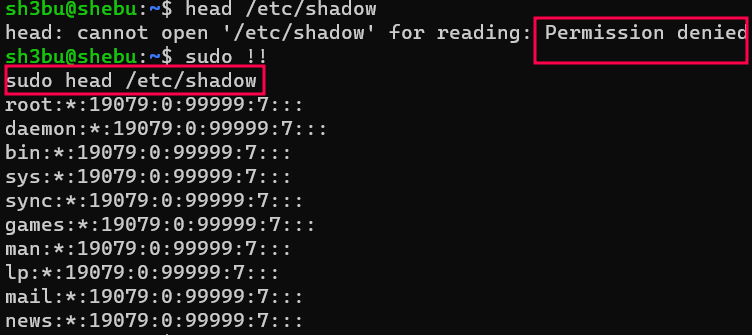 sh3bu@shebu:~$ head /etc/shadow
head: cannot open '/etc/shadow' for reading: Permission denied
sh3bu@shebu:~$ sudo !!
sudo head /etc/shadow
root:*:19079:0:99999:7:::
daemon:*:19079:0:99999:7:::
bin:*:19079:0:99999:7:::
sys:*:19079:0:99999:7:::
sync:*:19079:0:99999:7:::
games:*:19079:0:99999:7:::
man:*:19079:0:99999:7:::
lp:*:19079:0:99999:7:::
mail:*:19079:0:99999:7:::
news:*:19079:0:99999:7:::